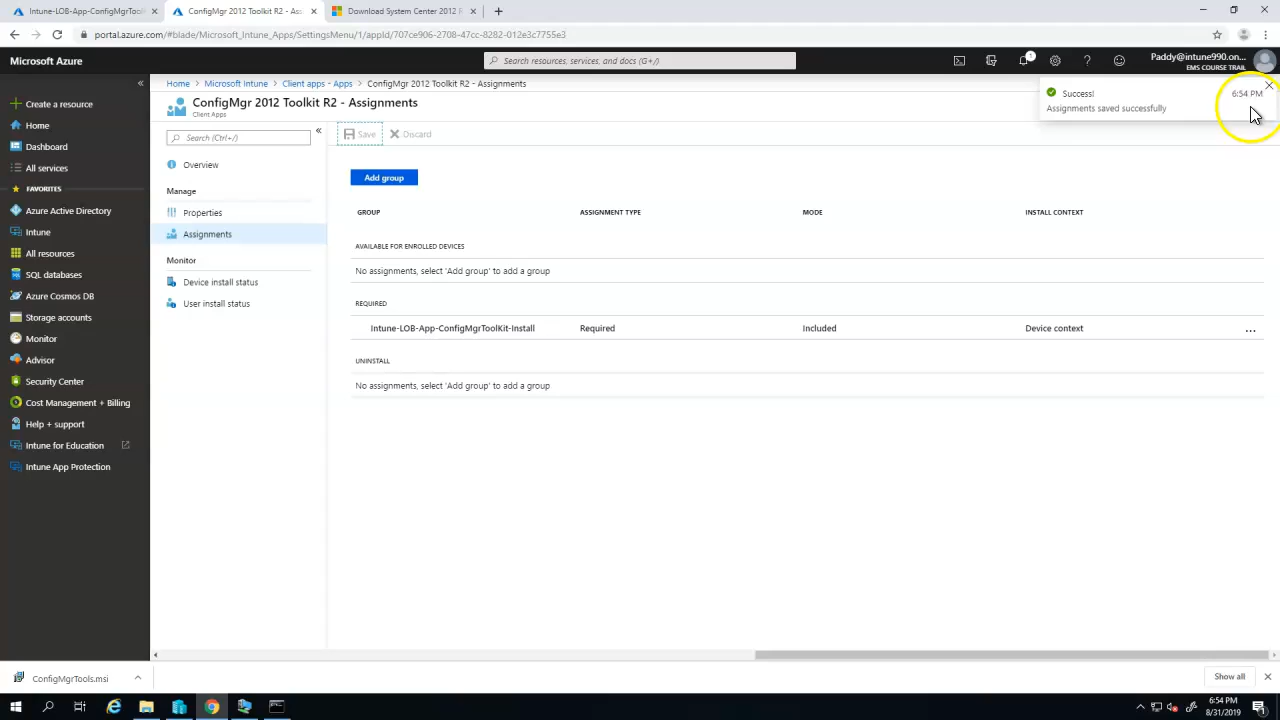 Intune-LOB-App-ConfigMgrToolkit-
ConfigMgr 2012 Toolkit R2 - Assi
Download System Center 2012 R
portal.azure.com/#blade/Microsoft_Intune_Apps/SettingsMenu/1/appId/707ce906-2708-47cc-8282-012e3c7755e3
Microsoft Azure
Search resources, services, and docs (G+/)
1
Paddy@intune990.on...
EMS COURSE TRAIL
Create a resource
Home
Dashboard
All services
FAVORITES
Azure Active Directory
Intune
All resources
SQL databases
Azure Cosmos DB
Storage accounts
Monitor
Advisor
Security Center
Cost Management + Billing
Help + support
Intune for Education
Intune App Protection
Home > Microsoft Intune > Client apps - Apps > ConfigMgr 2012 Toolkit R2 - Assignments
ConfigMgr 2012 Toolkit R2 - Assignments
Client Apps
Success!
6:54 PM
Assignments saved successfully
Search (Ctrl+/)
Overview
Manage
Properties
Assignments
Monitor
Device install status
User install status
Save
Discard
Add group
GROUP ASSIGNMENT TYPE MODE INSTALL CONTEXT
AVAILABLE FOR ENROLLED DEVICES
No assignments, select 'Add group' to add a group
REQUIRED
Intune-LOB-App-ConfigMgrToolKit-Install Required Included Device context ...
UNINSTALL
No assignments, select 'Add group' to add a group
ConfigMgrTools.msi
Show all
6:54 PM
8/31/2019
1